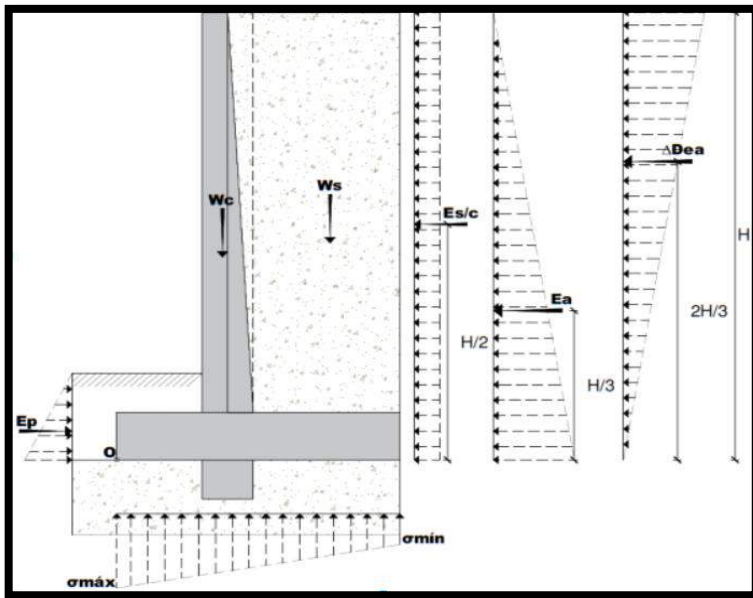 ΔDea
Wc
Ws
Es/c
H
Ea
2H/3
H/2
H/3
Ep
O
σmáx
σmín